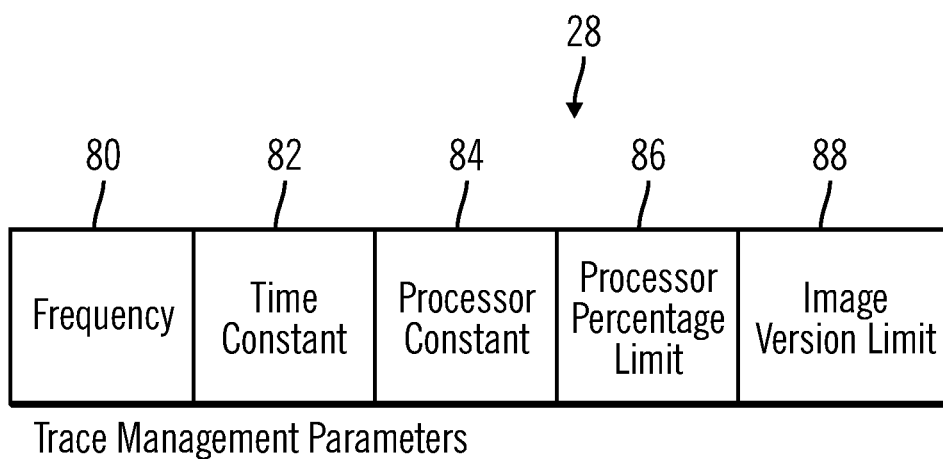 28
80 82 84 86 88
Frequency
Time
Constant
Processor
Constant
Processor
Percentage
Limit
Image
Version Limit
Trace Management Parameters